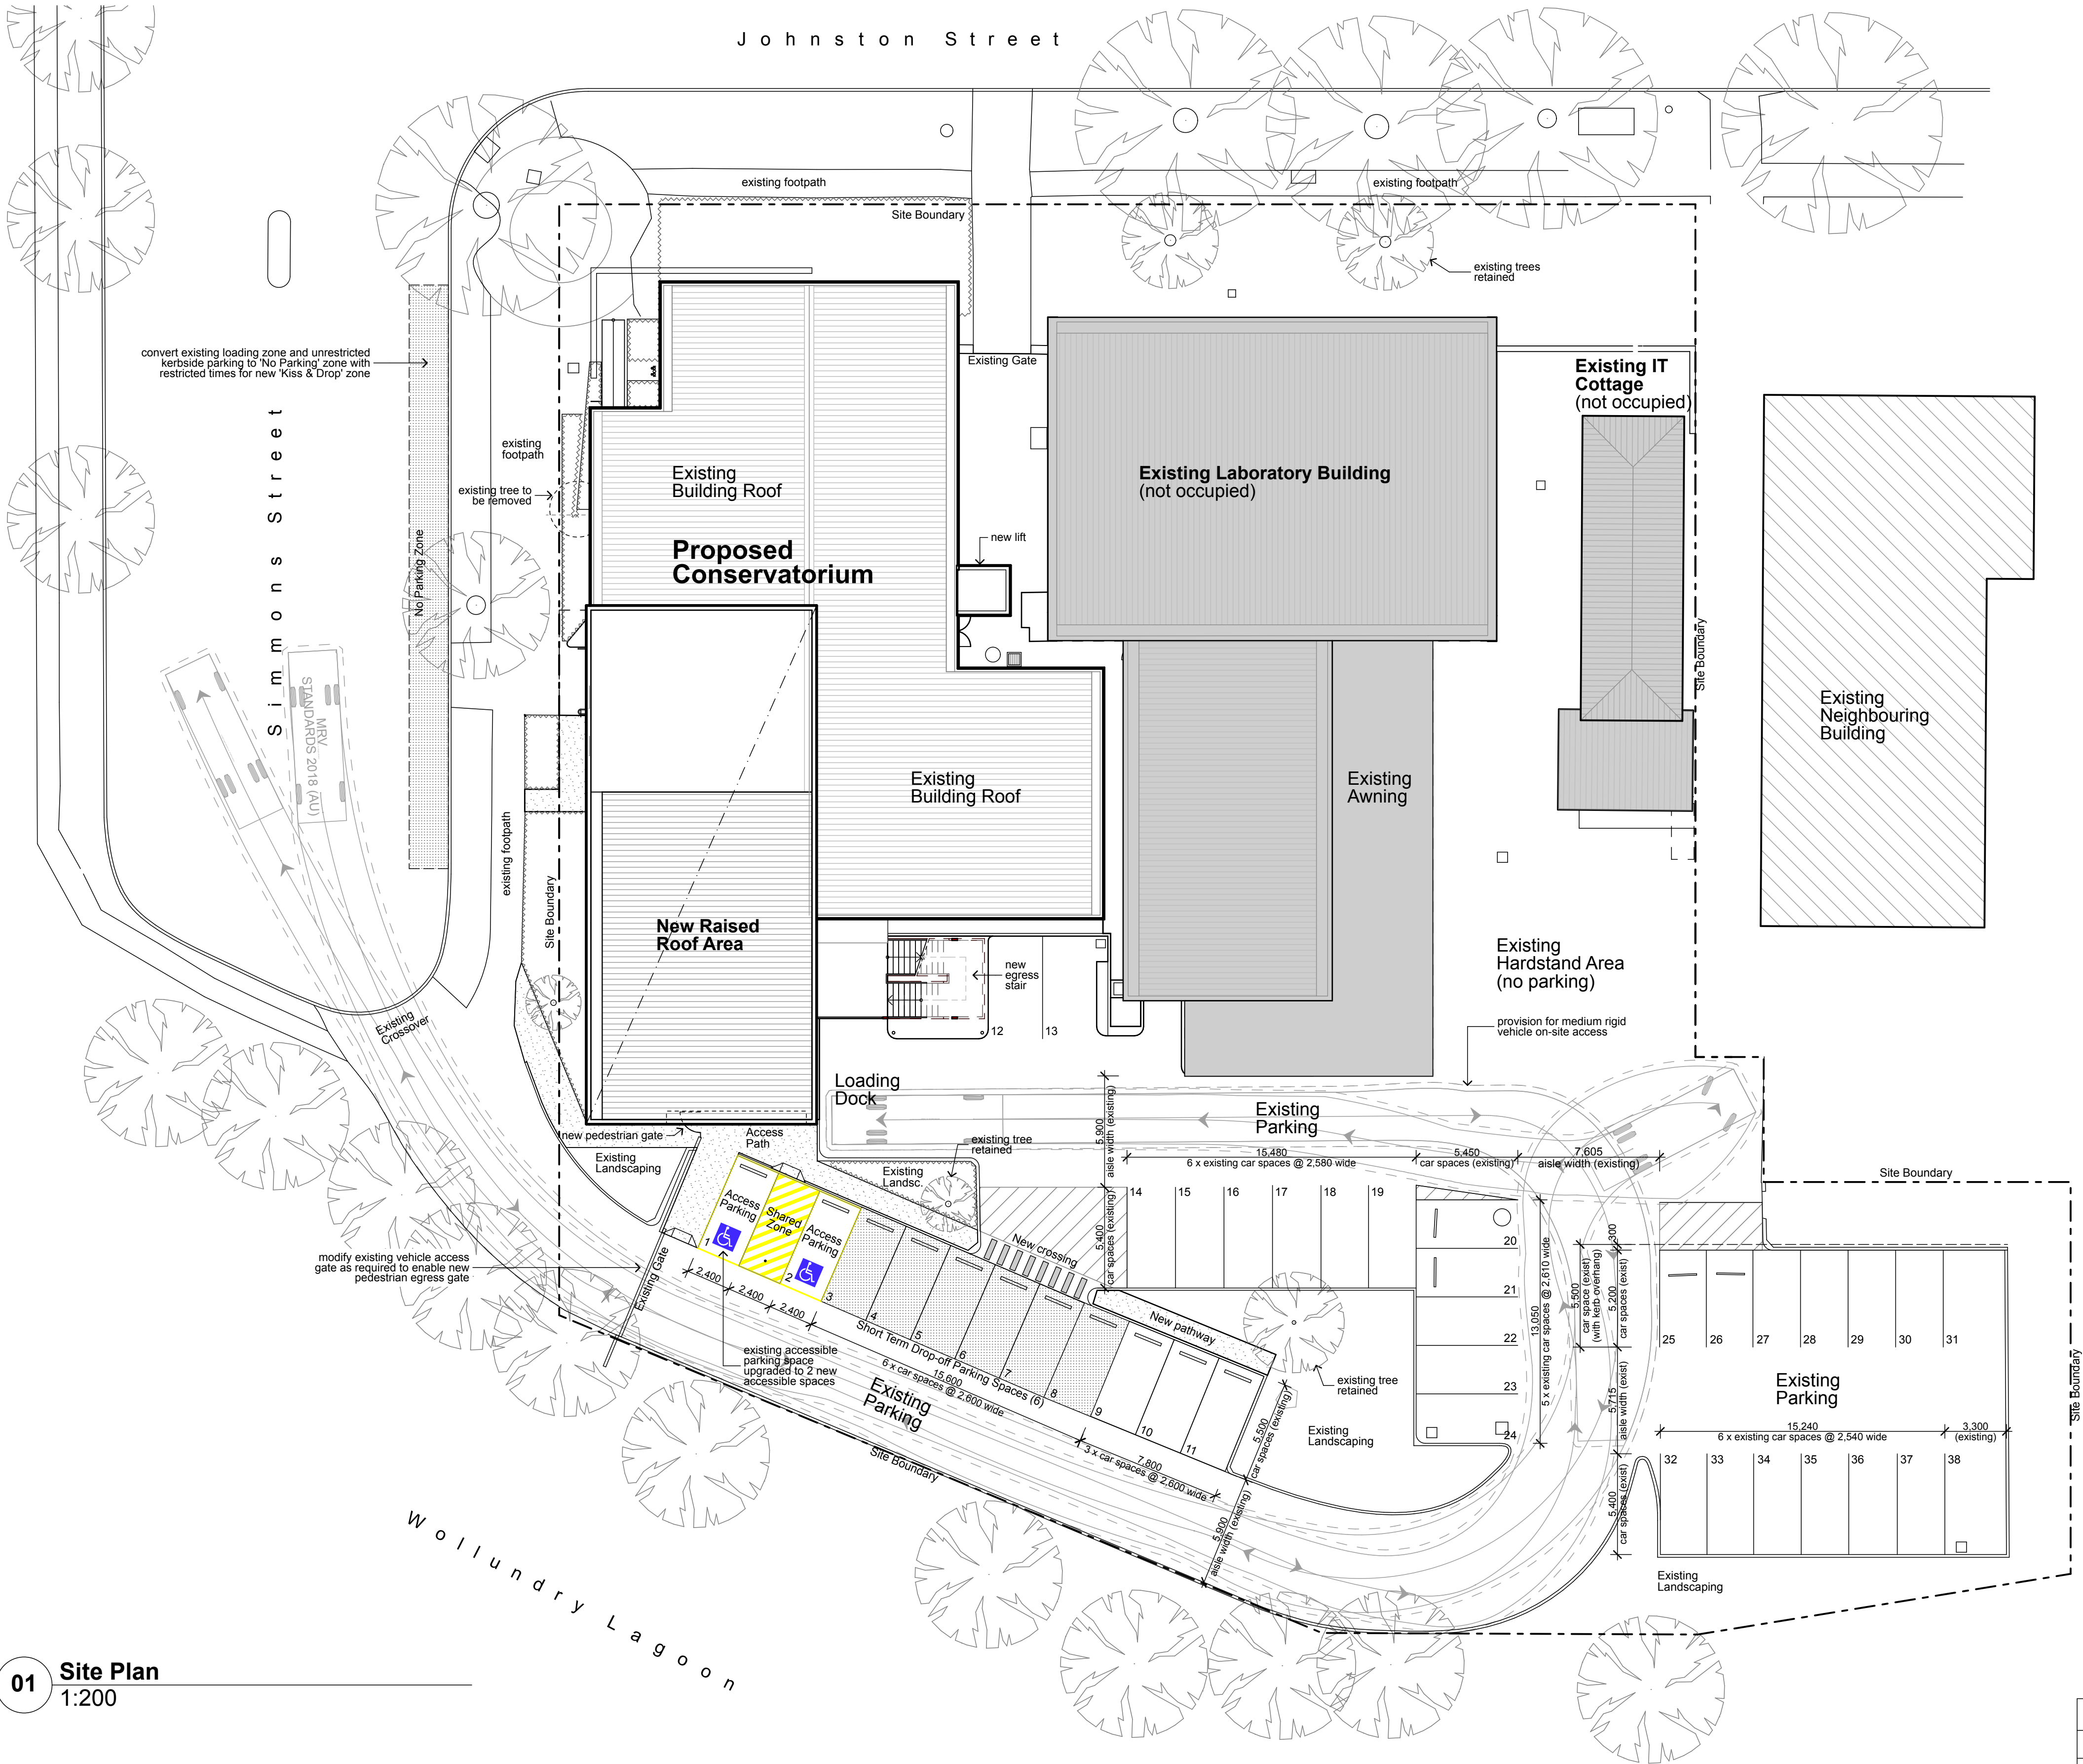 Johnston Street
existing footpath
existing footpath
Site Boundary
existing trees
retained
convert existing loading zone and unrestricted
kerbside parking to 'No Parking' zone with
restricted times for new 'Kiss & Drop' zone
Simmons Street
No Parking Zone
existing
footpath
existing tree to
be removed
Existing Gate
Existing
Building Roof
Proposed
Conservatorium
new lift
Existing Laboratory Building
(not occupied)
Existing IT
Cottage
(not occupied)
Site Boundary
Existing
Neighbouring
Building
MRV
STANDARDS 2018 (AU)
Existing
Building Roof
Existing
Awning
existing footpath
Site Boundary
New Raised
Roof Area
new
egress
stair
12
13
Existing
Hardstand Area
(no parking)
provision for medium rigid
vehicle on-site access
Existing
Crossover
Loading
Dock
Existing
Parking
new pedestrian gate
Access
Path
existing tree
retained
Existing
Landscaping
Existing
Landsc.
5,900
aisle width (existing)
15,480
6 x existing car spaces @ 2,580 wide
5,450
car spaces (existing)
7,605
aisle width (existing)
Site Boundary
5,400
car spaces (existing)
14
15
16
17
18
19
20
21
22
23
24
Access
Parking
Shared
Zone
Access
Parking
1
2
3
4
5
6
7
8
9
10
11
New crossing
New pathway
modify existing vehicle access
gate as required to enable new
pedestrian egress gate
Existing Gate
2,400
2,400
2,400
Short Term Drop-off Parking Spaces (6)
15,600
6 x car spaces @ 2,600 wide
existing accessible
parking space
upgraded to 2 new
accessible spaces
Existing
Parking
7,800
3 x car spaces @ 2,600 wide
5,500
car spaces (existing)
5,900
aisle width (existing)
existing tree
retained
Existing
Landscaping
13,050
5 x existing car spaces @ 2,610 wide
5,500
car space (exist)
(with kerb overhang)
300
5,200
car spaces (exist)
5,715
aisle width (exist)
5,400
car spaces (exist)
25
26
27
28
29
30
31
Existing
Parking
15,240
6 x existing car spaces @ 2,540 wide
3,300
(existing)
32
33
34
35
36
37
38
Site Boundary
Existing
Landscaping
Site Boundary
Wollundry Lagoon
01
Site Plan
1:200